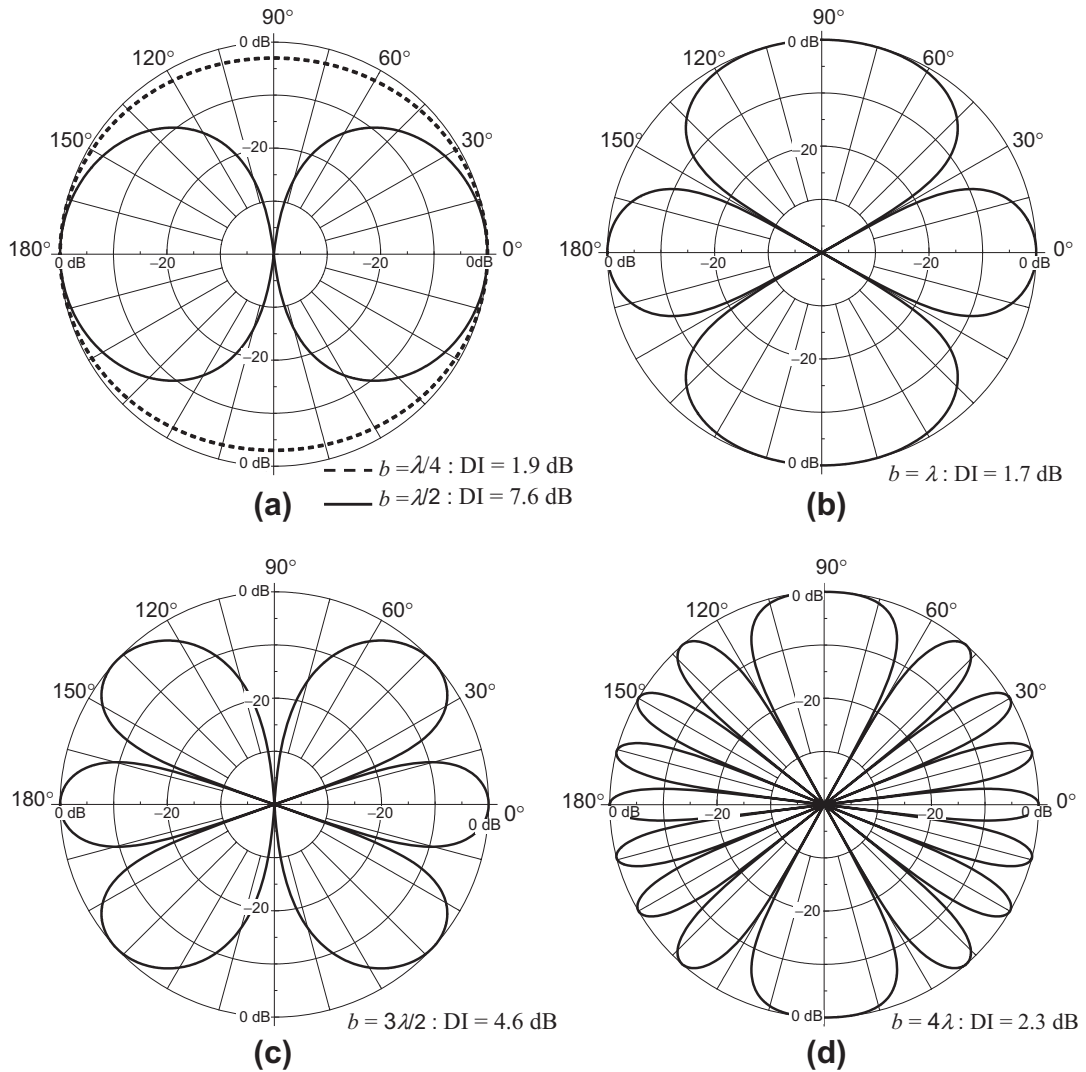 90°
0 dB
120°
60°
150°
30°
–20
180°
0 dB
–20
–20
0dB
0°
–20
0 dB
b = λ/4 : DI = 1.9 dB
b = λ/2 : DI = 7.6 dB
(a)
90°
0 dB
120°
60°
150°
30°
–20
180°
0 dB
–20
–20
0 dB
0°
–20
0 dB
b = λ : DI = 1.7 dB
(b)
90°
0 dB
120°
60°
150°
30°
–20
180°
0 dB
–20
–20
0 dB
0°
–20
0 dB
b = 3λ/2 : DI = 4.6 dB
(c)
90°
0 dB
120°
60°
150°
30°
–20
180°
0 dB
–20
–20
0 dB
0°
–20
0 dB
b = 4λ : DI = 2.3 dB
(d)